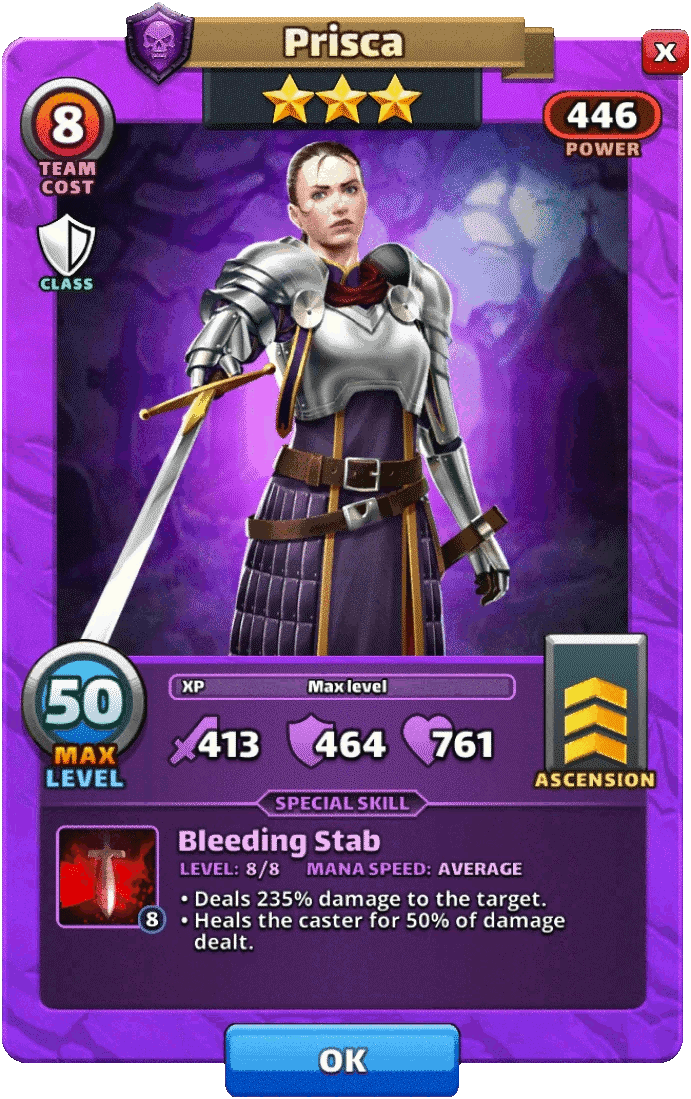 Prisca
X
8
TEAM
COST
446
POWER
CLASS
50
MAX
LEVEL
XP Max level
413 464 761
ASCENSION
SPECIAL SKILL
Bleeding Stab
LEVEL: 8/8 MANA SPEED: AVERAGE
8
• Deals 235% damage to the target.
• Heals the caster for 50% of damage
dealt.
OK